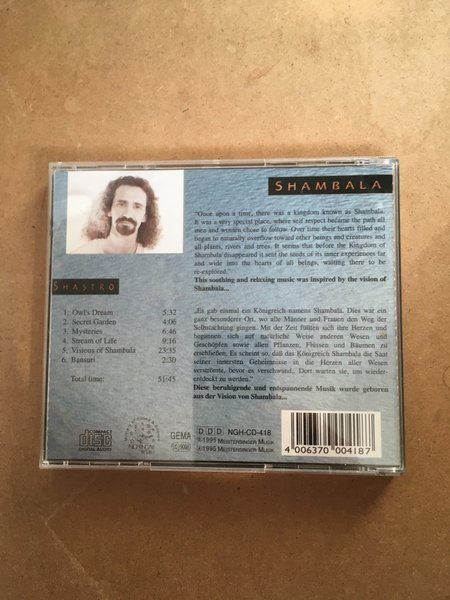 SHAMBALA
"Once upon a time, there was a kingdom known as Shambala.
It was a very special place, where self respect became the path all
men and women chose to follow. Over time their hearts filled and
began to naturally overflow toward other beings and creatures and
all plants, rivers and trees. It seems that before the Kingdom of
Shambala disappeared it sent the seeds of its inner experiences far
and wide into the hearts of all beings, waiting there to be
re-explored."
This soothing and relaxing music was inspired by the vision of
Shambala...
„Es gab einmal ein Königreich namens Shambala. Dies war ein
ganz besonderer Ort, wo alle Männer und Frauen den Weg der
Selbstachtung gingen. Mit der Zeit füllten sich ihre Herzen und
begannen sich auf natürliche Weise anderen Wesen und
Geschöpfen sowie allen Pflanzen, Flüssen und Bäumen zu
erschließen. Es scheint so, daß das Königreich Shambala die Saat
seiner innersten Geheimnisse in die Herzen aller Wesen
verströmte, bevor es verschwand. Dort warten sie, um wieder-
entdeckt zu werden."
Diese beruhigende und entspannende Musik wurde geboren
aus der Vision von Shambala...
SHASTRO
1. Owl's Dream 5:32
2. Secret Garden 4:06
3. Mysteries 6:46
4. Stream of Life 9:16
5. Visions of Shambala 23:35
6. Bansuri 2:30
Total time: 51:45
COMPACT
disc
DIGITAL AUDIO
GEMA
DDD NGH-CD-418
℗1995 MEISTERSINGER MUSIK
©1995 MEISTERSINGER MUSIK
4 006370 004187